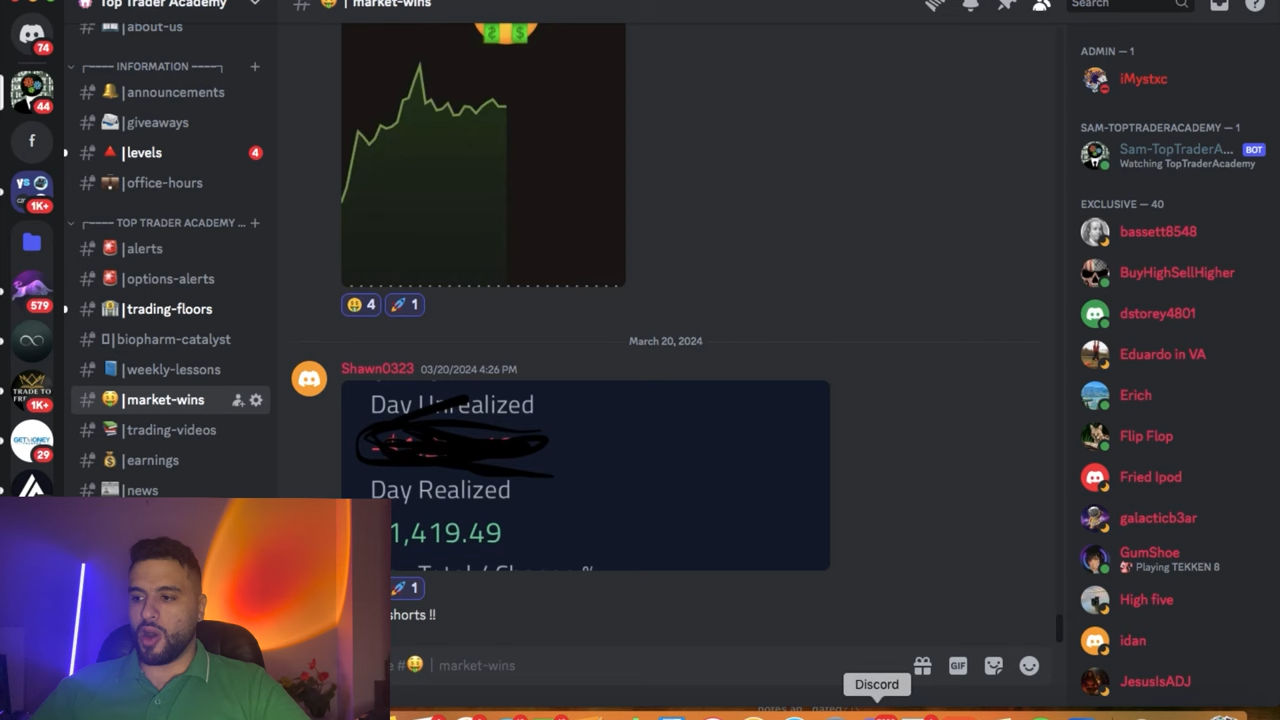 Top Trader Academy
| market-wins
Search
74
44
1K+
579
TRADE TO
1K+
GETMONEY
29
f
about-us
INFORMATION
| announcements
| giveaways
| levels
4
| office-hours
TOP TRADER ACADEMY ...
| alerts
| options-alerts
| trading-floors
| biopharm-catalyst
| weekly-lessons
| market-wins
| trading-videos
| earnings
| news
4
1
March 20, 2024
Shawn0323 03/20/2024 4:26 PM
Day Unrealized
Day Realized
1,419.49
1
shorts !!
| market-wins
GIF
Discord
ADMIN — 1
iMystxc
SAM-TOPTRADERACADEMY — 1
Sam-TopTraderA... BOT
Watching TopTraderAcademy
EXCLUSIVE — 40
bassett8548
BuyHighSellHigher
dstorey4801
Eduardo in VA
Erich
Flip Flop
Fried Ipod
galacticb3ar
GumShoe
Playing TEKKEN 8
High five
idan
JesusIsADJ